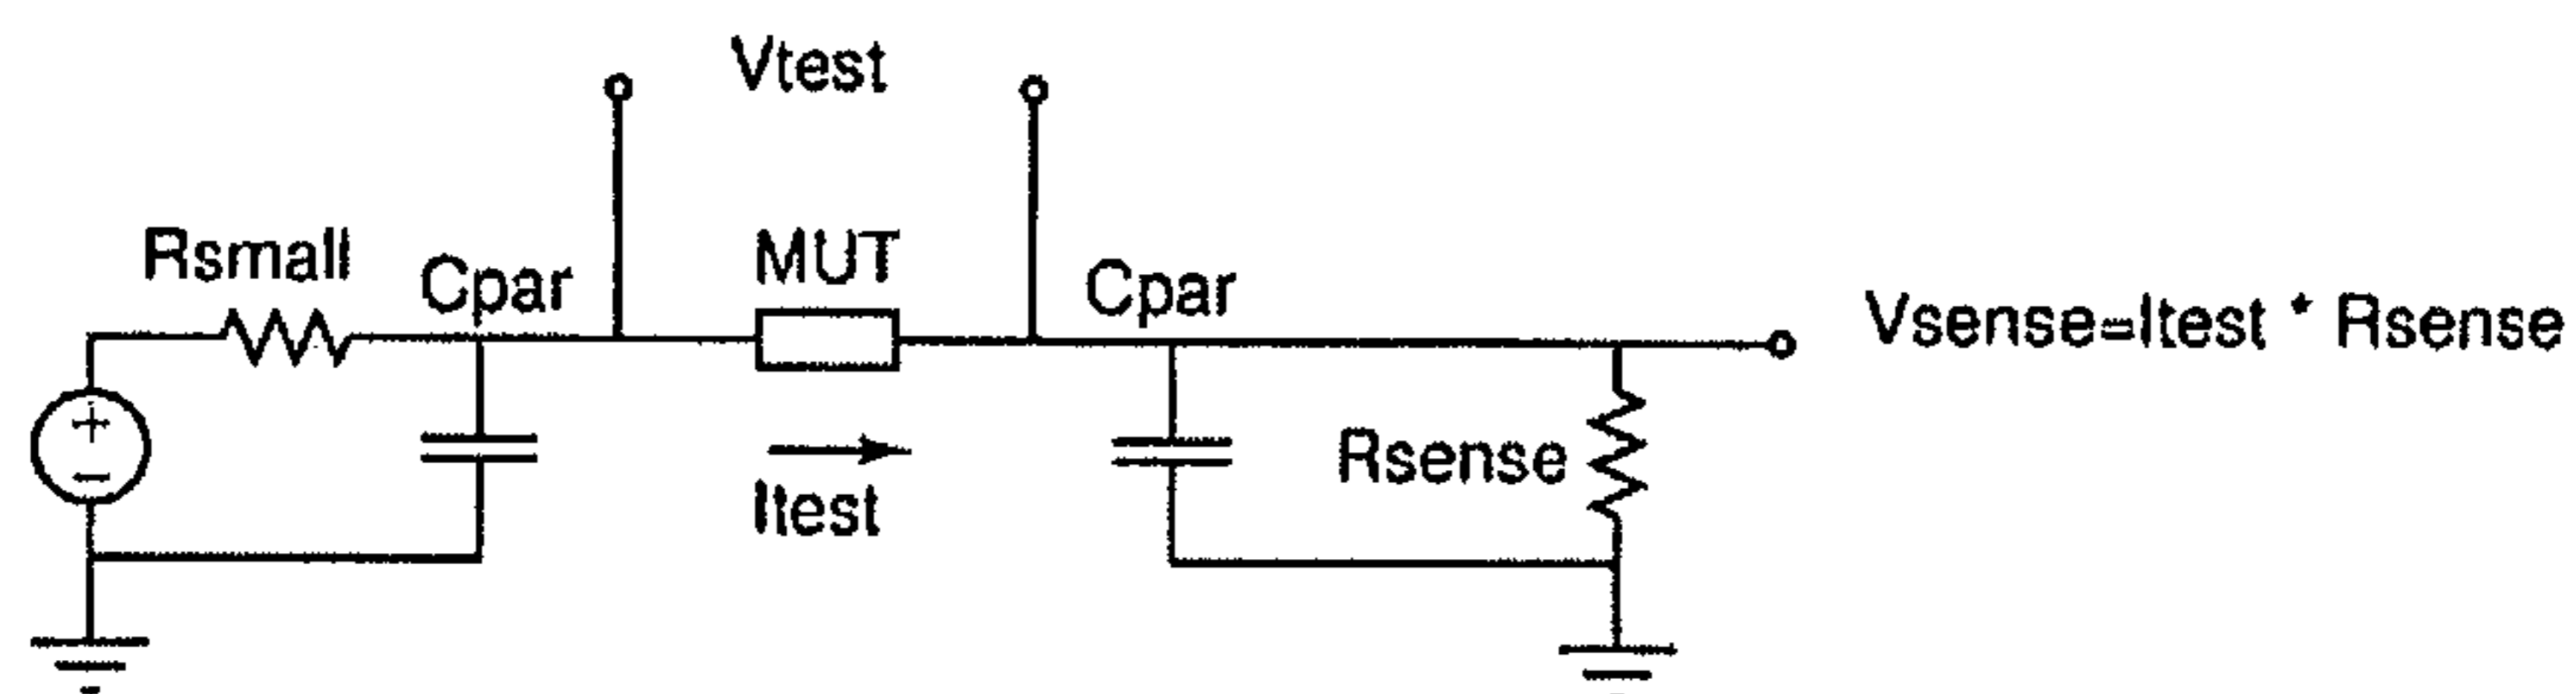 Vtest
Rsmall
Cpar
MUT
Cpar
Vsense=Itest * Rsense
+
-
Itest
Rsense